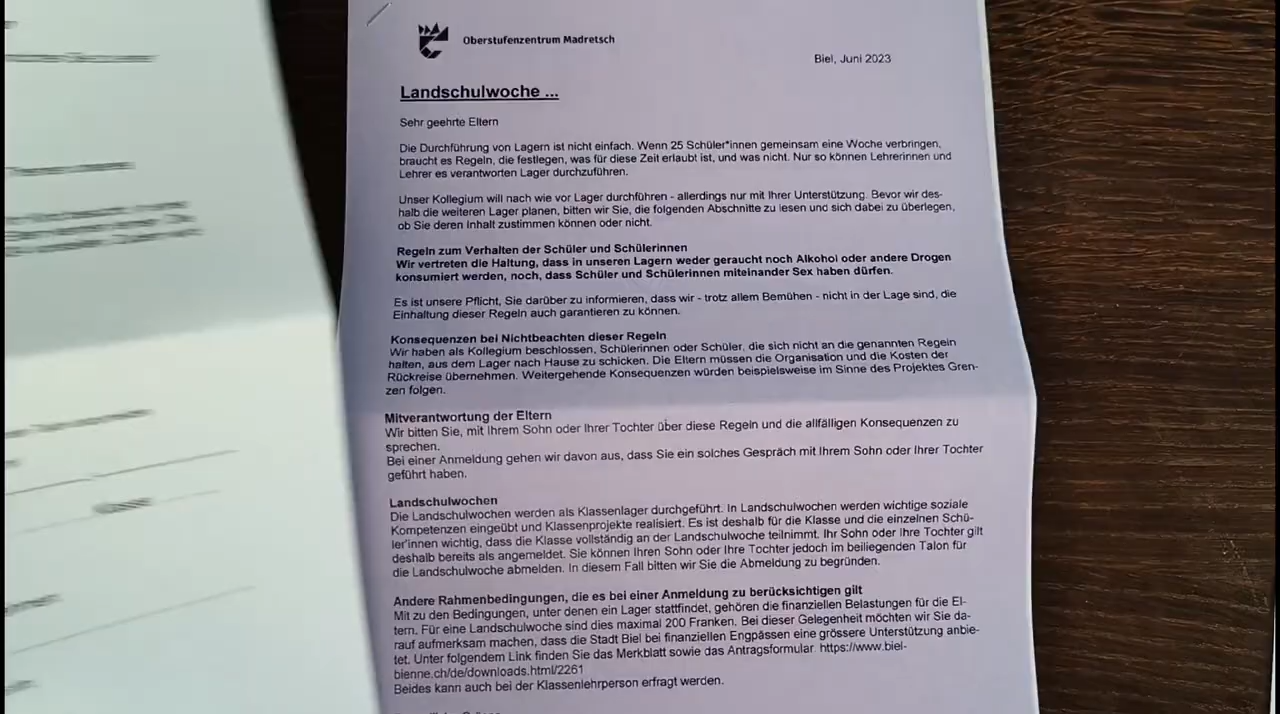 Oberstufenzentrum Madretsch
Biel, Juni 2023
Landschulwoche ...
Sehr geehrte Eltern
Die Durchführung von Lagern ist nicht einfach. Wenn 25 Schüler*innen gemeinsam eine Woche verbringen,
braucht es Regeln, die festlegen, was für diese Zeit erlaubt ist, und was nicht. Nur so können Lehrerinnen und
Lehrer es verantworten Lager durchzuführen.
Unser Kollegium will nach wie vor Lager durchführen - allerdings nur mit Ihrer Unterstützung. Bevor wir des-
halb die weiteren Lager planen, bitten wir Sie, die folgenden Abschnitte zu lesen und sich dabei zu überlegen,
ob Sie deren Inhalt zustimmen können oder nicht.
Regeln zum Verhalten der Schüler und Schülerinnen
Wir vertreten die Haltung, dass in unseren Lagern weder geraucht noch Alkohol oder andere Drogen
konsumiert werden, noch, dass Schüler und Schülerinnen miteinander Sex haben dürfen.
Es ist unsere Pflicht, Sie darüber zu informieren, dass wir - trotz allem Bemühen - nicht in der Lage sind, die
Einhaltung dieser Regeln auch garantieren zu können.
Konsequenzen bei Nichtbeachten dieser Regeln
Wir haben als Kollegium beschlossen, Schülerinnen oder Schüler, die sich nicht an die genannten Regeln
halten, aus dem Lager nach Hause zu schicken. Die Eltern müssen die Organisation und die Kosten der
Rückreise übernehmen. Weitergehende Konsequenzen würden beispielsweise im Sinne des Projektes Gren-
zen folgen.
Mitverantwortung der Eltern
Wir bitten Sie, mit Ihrem Sohn oder Ihrer Tochter über diese Regeln und die allfälligen Konsequenzen zu
sprechen.
Bei einer Anmeldung gehen wir davon aus, dass Sie ein solches Gespräch mit Ihrem Sohn oder Ihrer Tochter
geführt haben.
Landschulwochen
Die Landschulwochen werden als Klassenlager durchgeführt. In Landschulwochen werden wichtige soziale
Kompetenzen eingeübt und Klassenprojekte realisiert. Es ist deshalb für die Klasse und die einzelnen Schü-
ler*innen wichtig, dass die Klasse vollständig an der Landschulwoche teilnimmt. Ihr Sohn oder Ihre Tochter gilt
deshalb bereits als angemeldet. Sie können Ihren Sohn oder Ihre Tochter jedoch im beiliegenden Talon für
die Landschulwoche abmelden. In diesem Fall bitten wir Sie die Abmeldung zu begründen.
Andere Rahmenbedingungen, die es bei einer Anmeldung zu berücksichtigen gilt
Mit zu den Bedingungen, unter denen ein Lager stattfindet, gehören die finanziellen Belastungen für die El-
tern. Für eine Landschulwoche sind dies maximal 200 Franken. Bei dieser Gelegenheit möchten wir Sie da-
rauf aufmerksam machen, dass die Stadt Biel bei finanziellen Engpässen eine grössere Unterstützung anbie-
tet. Unter folgendem Link finden Sie das Merkblatt sowie das Antragsformular https://www.biel-
bienne.ch/de/downloads.html/2261
Beides kann auch bei der Klassenlehrperson erfragt werden.